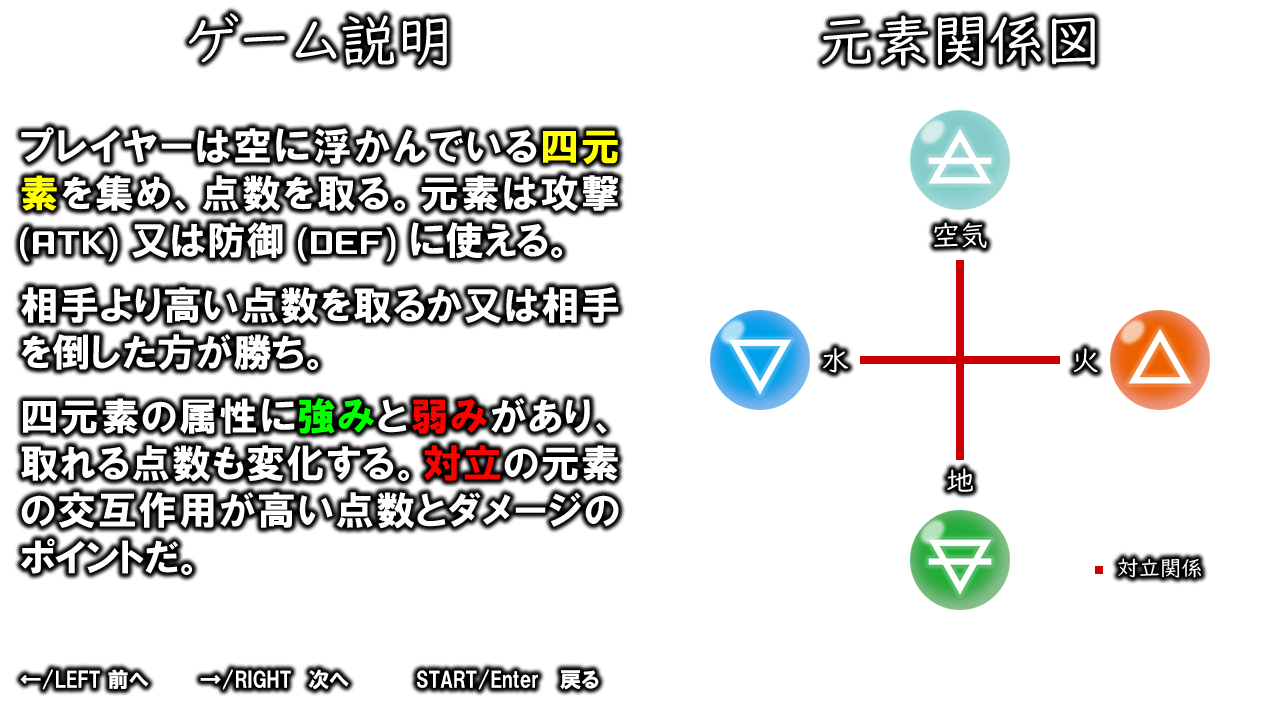 ゲーム説明
プレイヤーは空に浮かんでいる四元
素を集め、点数を取る。元素は攻撃
(ATK) 又は防御 (DEF) に使える。
相手より高い点数を取るか又は相手
を倒した方が勝ち。
四元素の属性に強みと弱みがあり、
取れる点数も変化する。対立の元素
の交互作用が高い点数とダメージの
ポイントだ。
←/LEFT 前へ →/RIGHT 次へ START/Enter 戻る
元素関係図
空気
水
火
地
対立関係